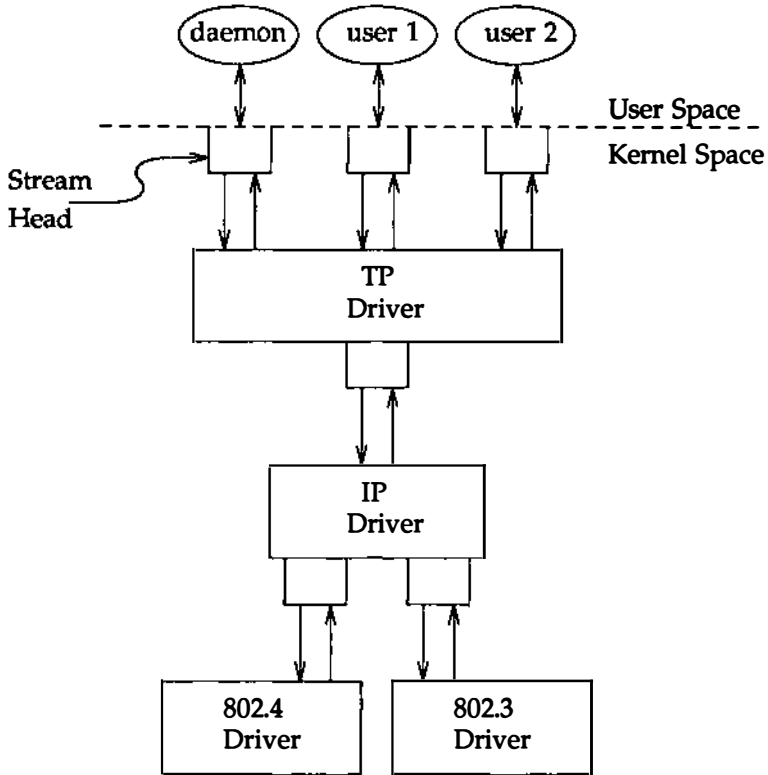 daemon
user 1
user 2
User Space
Kernel Space
Stream
Head
TP
Driver
IP
Driver
802.4
Driver
802.3
Driver